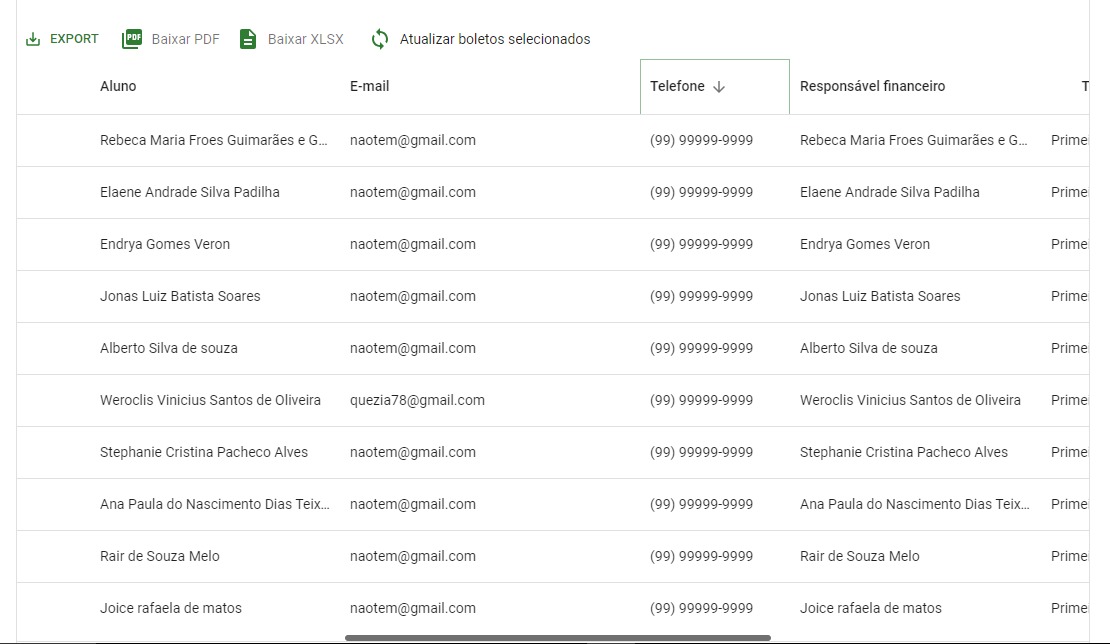 EXPORT PDF Baixar PDF Baixar XLSX Atualizar boletos selecionados
Aluno E-mail Telefone Responsável financeiro T
Rebeca Maria Froes Guimarães e G... naotem@gmail.com (99) 99999-9999 Rebeca Maria Froes Guimarães e G... Prime
Elaene Andrade Silva Padilha naotem@gmail.com (99) 99999-9999 Elaene Andrade Silva Padilha Prime
Endrya Gomes Veron naotem@gmail.com (99) 99999-9999 Endrya Gomes Veron Prime
Jonas Luiz Batista Soares naotem@gmail.com (99) 99999-9999 Jonas Luiz Batista Soares Prime
Alberto Silva de souza naotem@gmail.com (99) 99999-9999 Alberto Silva de souza Prime
Weroclis Vinicius Santos de Oliveira quezia78@gmail.com (99) 99999-9999 Weroclis Vinicius Santos de Oliveira Prime
Stephanie Cristina Pacheco Alves naotem@gmail.com (99) 99999-9999 Stephanie Cristina Pacheco Alves Prime
Ana Paula do Nascimento Dias Teix... naotem@gmail.com (99) 99999-9999 Ana Paula do Nascimento Dias Teix... Prime
Rair de Souza Melo naotem@gmail.com (99) 99999-9999 Rair de Souza Melo Prime
Joice rafaela de matos naotem@gmail.com (99) 99999-9999 Joice rafaela de matos Prime